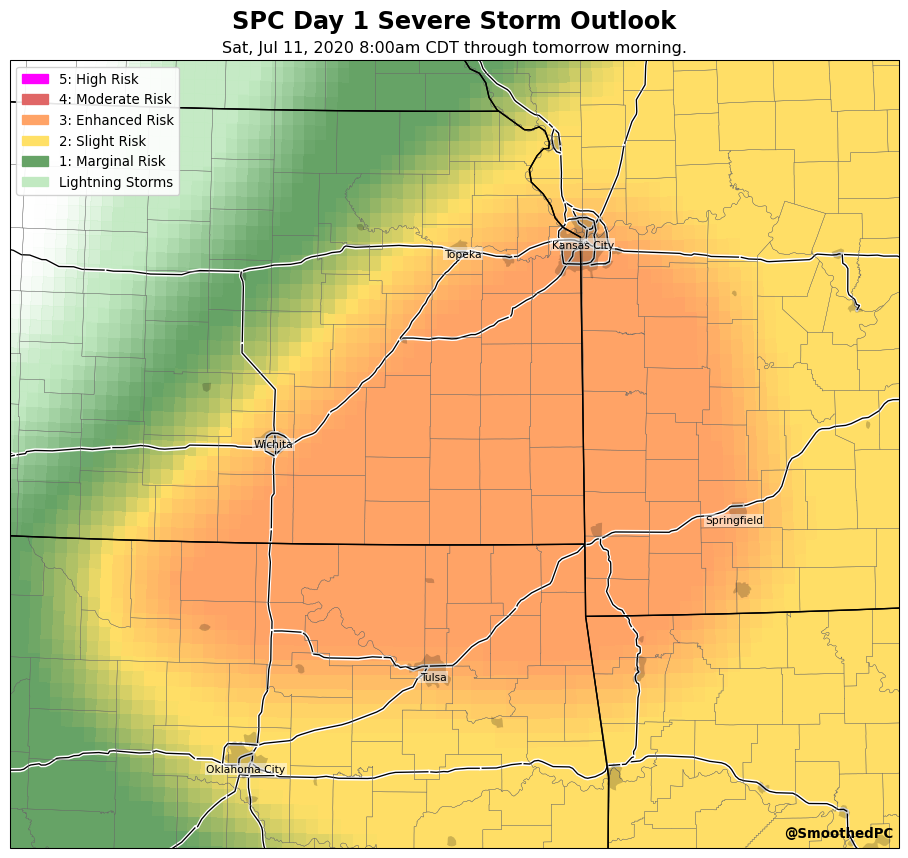 SPC Day 1 Severe Storm Outlook
Sat, Jul 11, 2020 8:00am CDT through tomorrow morning.
5: High Risk
4: Moderate Risk
3: Enhanced Risk
2: Slight Risk
1: Marginal Risk
Lightning Storms
Kansas City
Topeka
Wichita
Springfield
Tulsa
Oklahoma City
@SmoothedPC